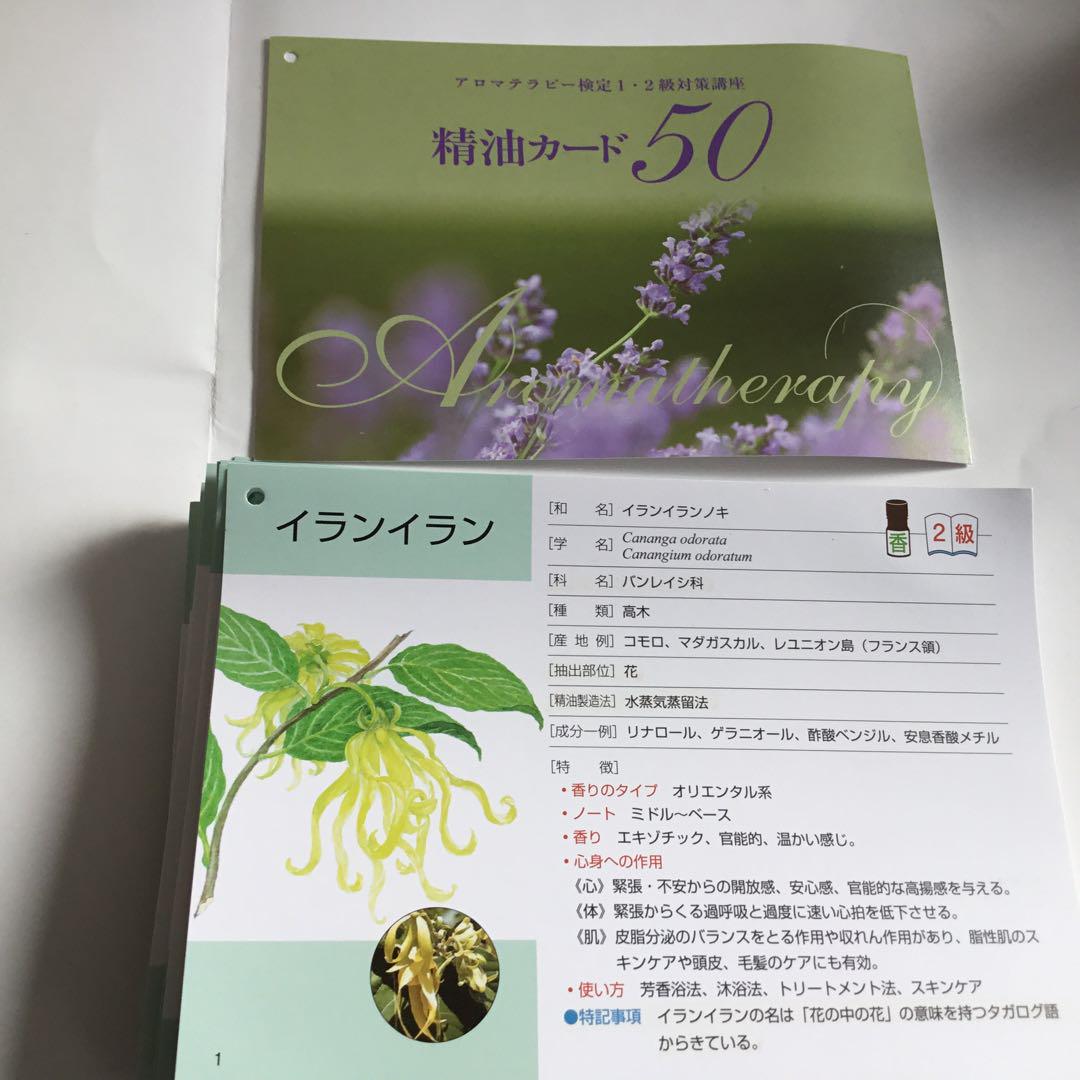 アロマテラピー検定1・2級対策講座
精油カード50
Aromatherapy
イランイラン
[和 名] イランイランノキ
香 2級
[学 名] Cananga odorata
Canangium odoratum
[科 名] バンレイシ科
[種 類] 高木
[産地例] コモロ、マダガスカル、レユニオン島（フランス領）
[抽出部位] 花
[精油製造法] 水蒸気蒸留法
[成分一例] リナロール、ゲラニオール、酢酸ベンジル、安息香酸メチル
[特 徴]
・香りのタイプ オリエンタル系
・ノート ミドル〜ベース
・香り エキゾチック、官能的、温かい感じ。
・心身への作用
《心》緊張・不安からの開放感、安心感、官能的な高揚感を与える。
《体》緊張からくる過呼吸と過度に速い心拍を低下させる。
《肌》皮脂分泌のバランスをとる作用や収れん作用があり、脂性肌のス
キンケアや頭皮、毛髪のケアにも有効。
・使い方 芳香浴法、沐浴法、トリートメント法、スキンケア
●特記事項 イランイランの名は「花の中の花」の意味を持つタガログ語
からきている。
1